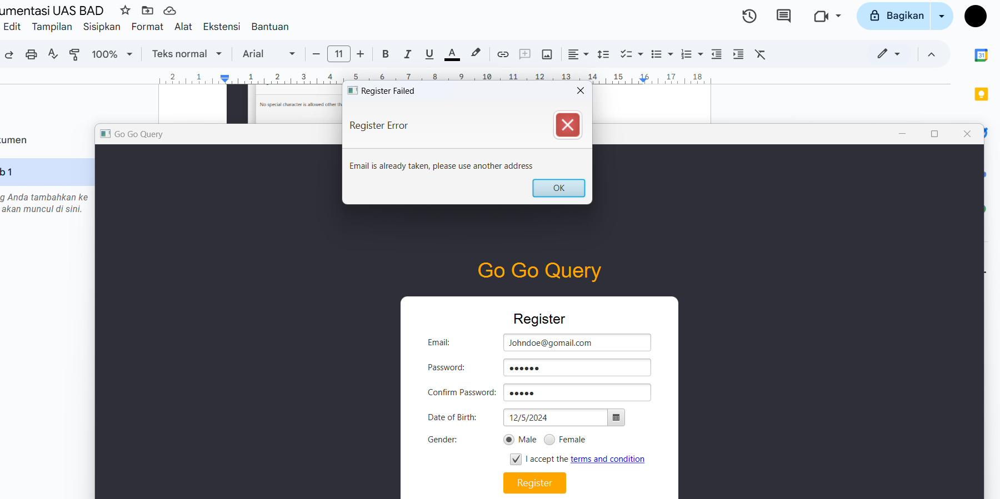 umentasi UAS BAD
Edit Tampilan Sisipkan Format Alat Ekstensi Bantuan
Bagikan
100% Teks normal Arial 11 B I U A
31
2 1 1 2 3 4 5 6 7 8 9 10 11 12 13 14 15 16 17 18
Register Failed
No special character is allowed other
Register Error
Go Go Query
kumen
Email is already taken, please use another address
b 1
OK
g Anda tambahkan ke
akan muncul di sini.
Go Go Query
Register
Email: Johndoe@gomail.com
Password: ●●●●●●
Confirm Password: ●●●●●
Date of Birth: 12/5/2024
Gender: Male Female
I accept the terms and condition
Register